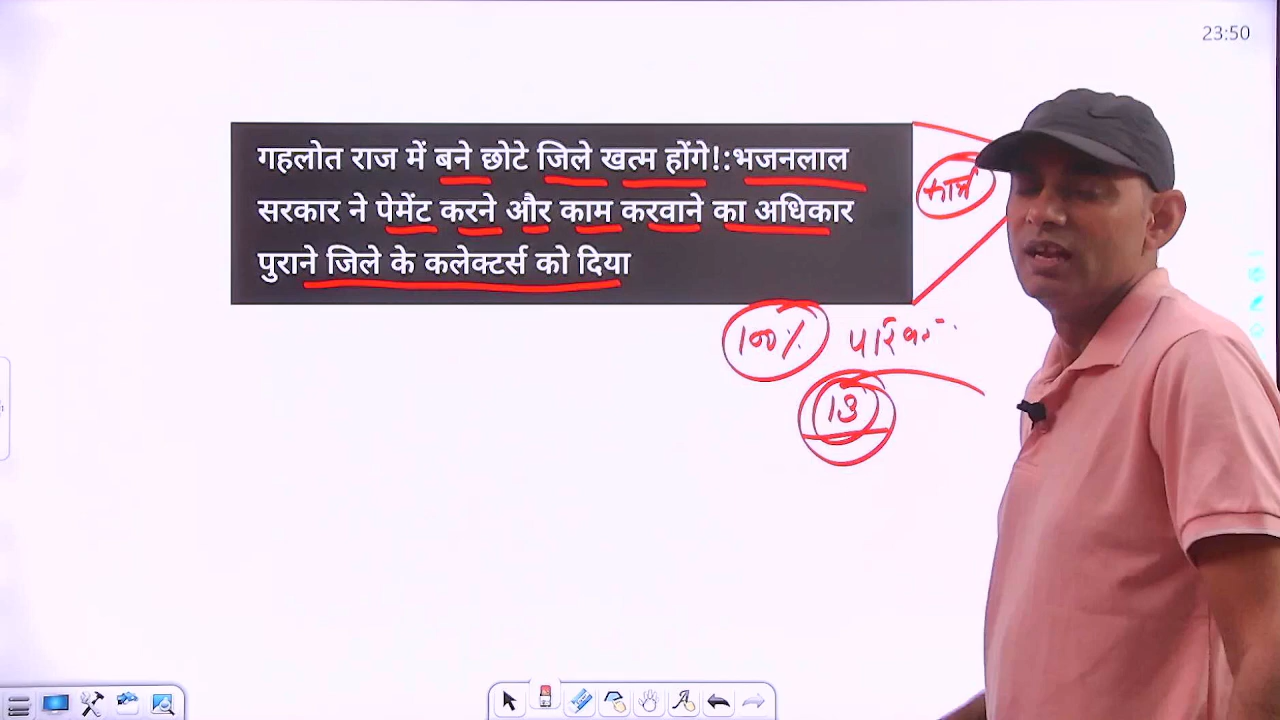 23:50
गहलोत राज में बने छोटे जिले खत्म होंगे!:भजनलाल
सरकार ने पेमेंट करने और काम करवाने का अधिकार
पुराने जिले के कलेक्टर्स को दिया
100%
13